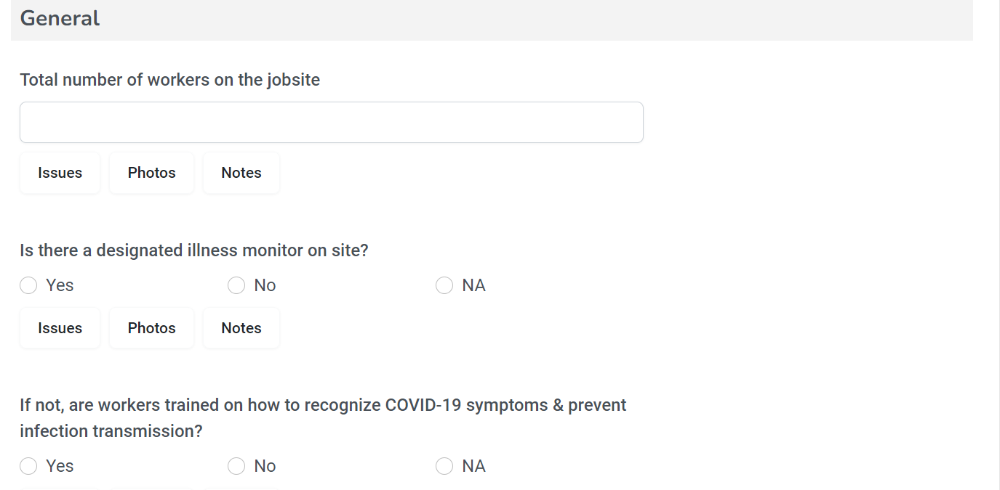 General
Total number of workers on the jobsite
Issues Photos Notes
Is there a designated illness monitor on site?
Yes No NA
Issues Photos Notes
If not, are workers trained on how to recognize COVID-19 symptoms & prevent
infection transmission?
Yes No NA